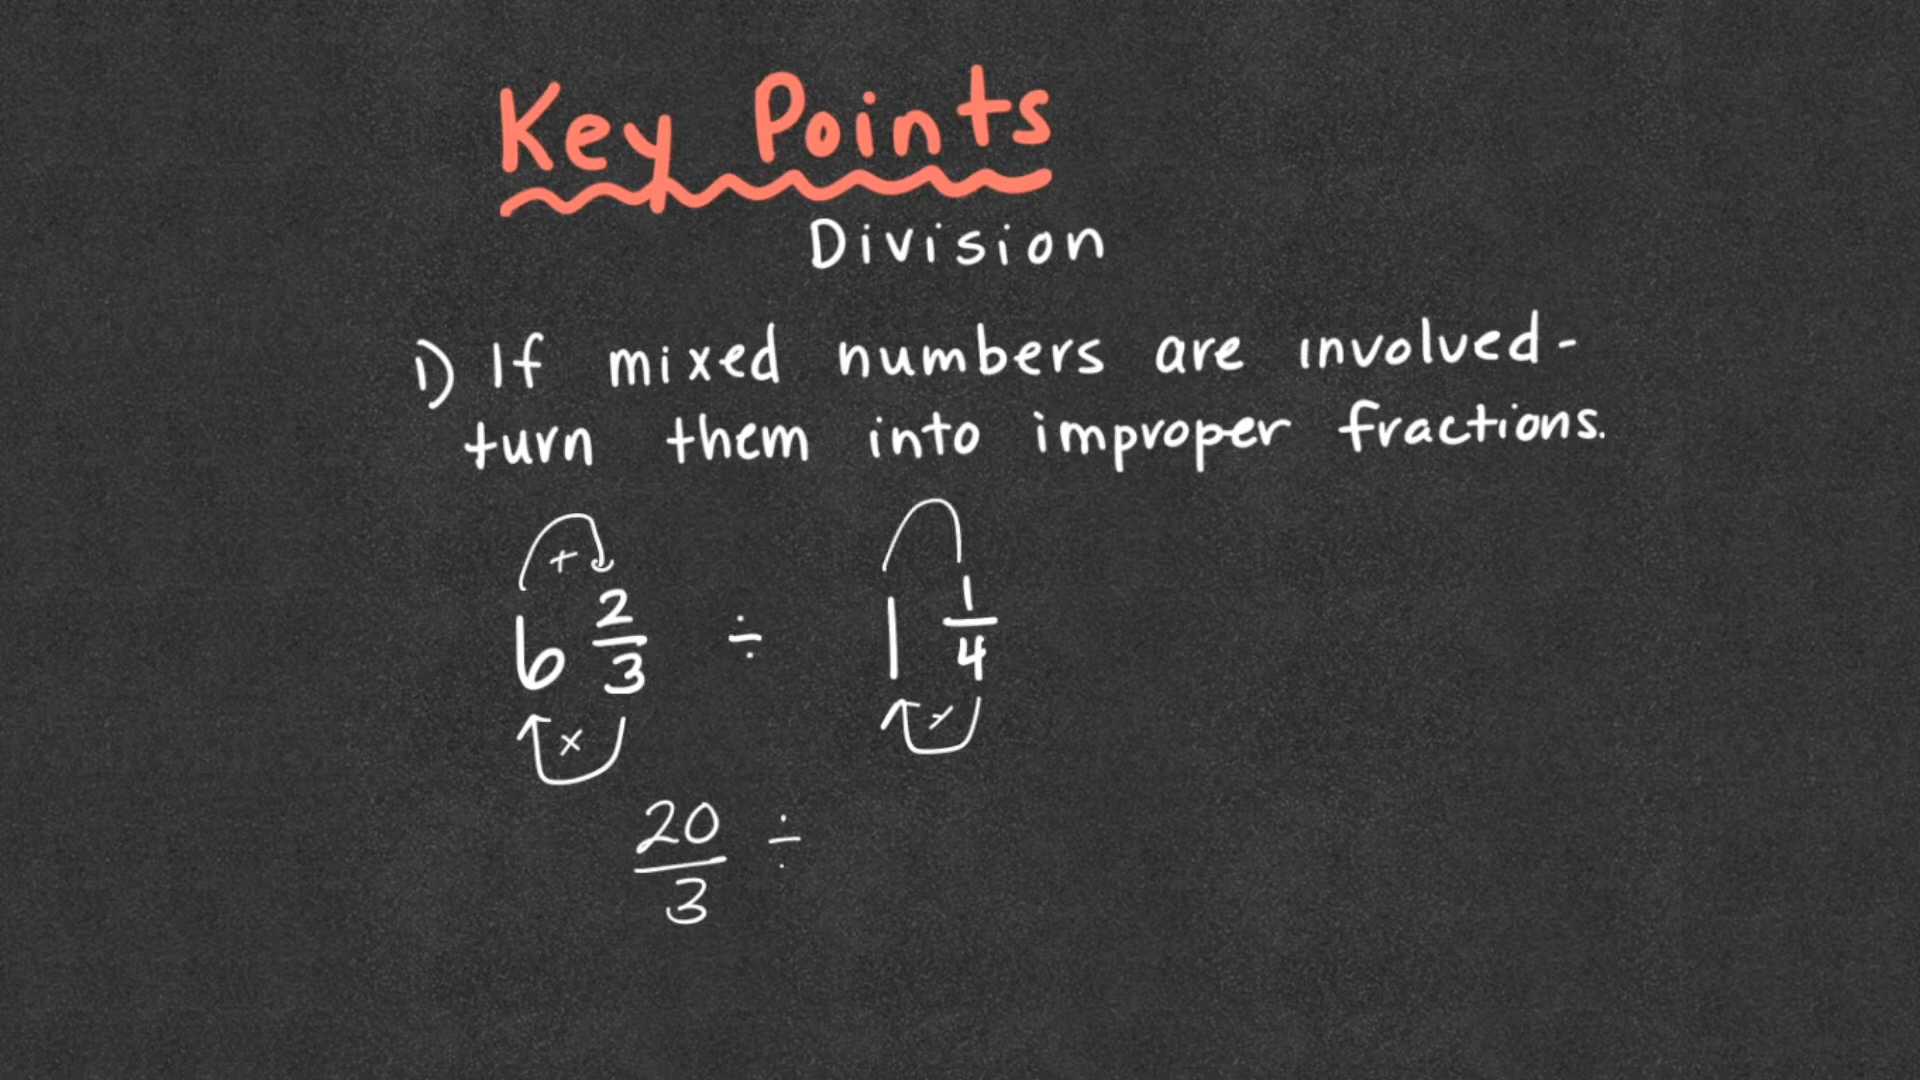 Key Points
Division
1) If mixed numbers are involved-
turn them into improper fractions.
+
6 2/3 ÷ 1 1/4
× ×
20/3 ÷